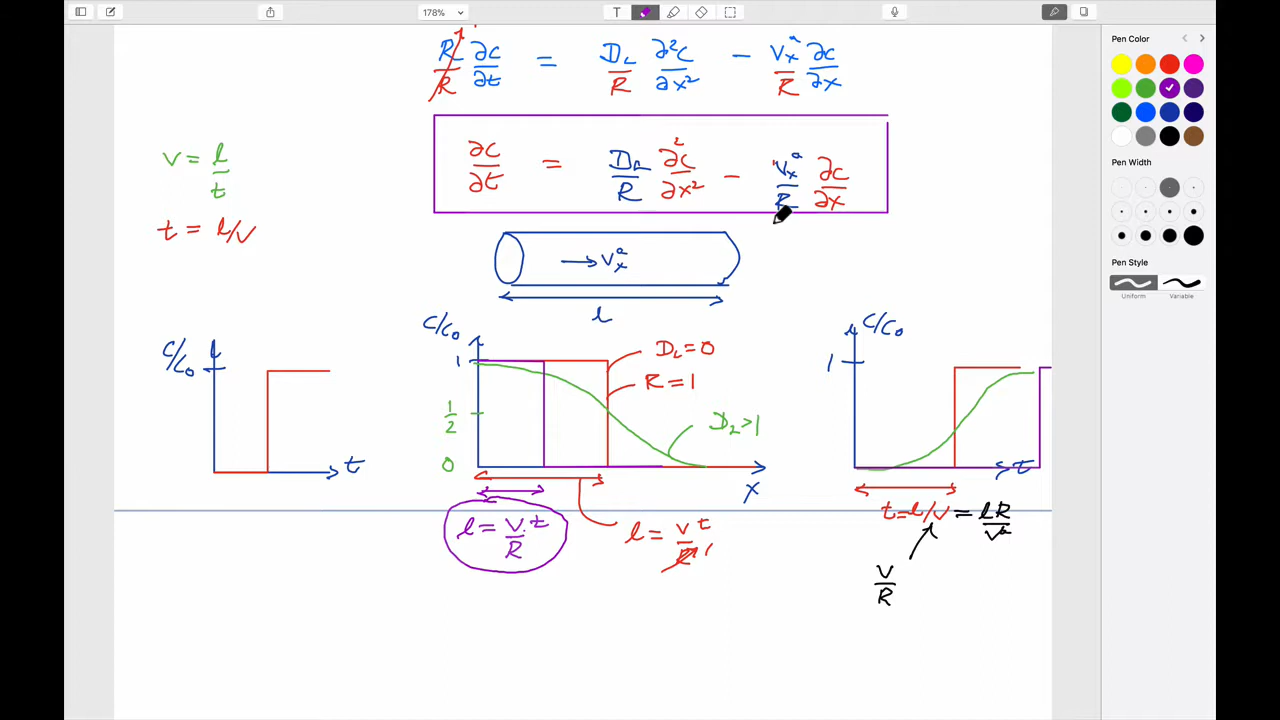 178%
T
Pen Color
Pen Width
Pen Style
Uniform
Variable
R/R ∂c/∂t = D_L/R ∂²c/∂x² − V_x^a/R ∂c/∂x
∂c/∂t = D_L/R ∂²c/∂x² − V_x^a/R ∂c/∂x
v = l/t
t = l/v
→ V_x^a
l
C/C₀
t
C/C₀
1
1/2
0
D_L=0
R=1
D_L>1
x
l = V/R t
l = v t/R 1
C/C₀
1
t
t=l/v = lR/v^a
V/R